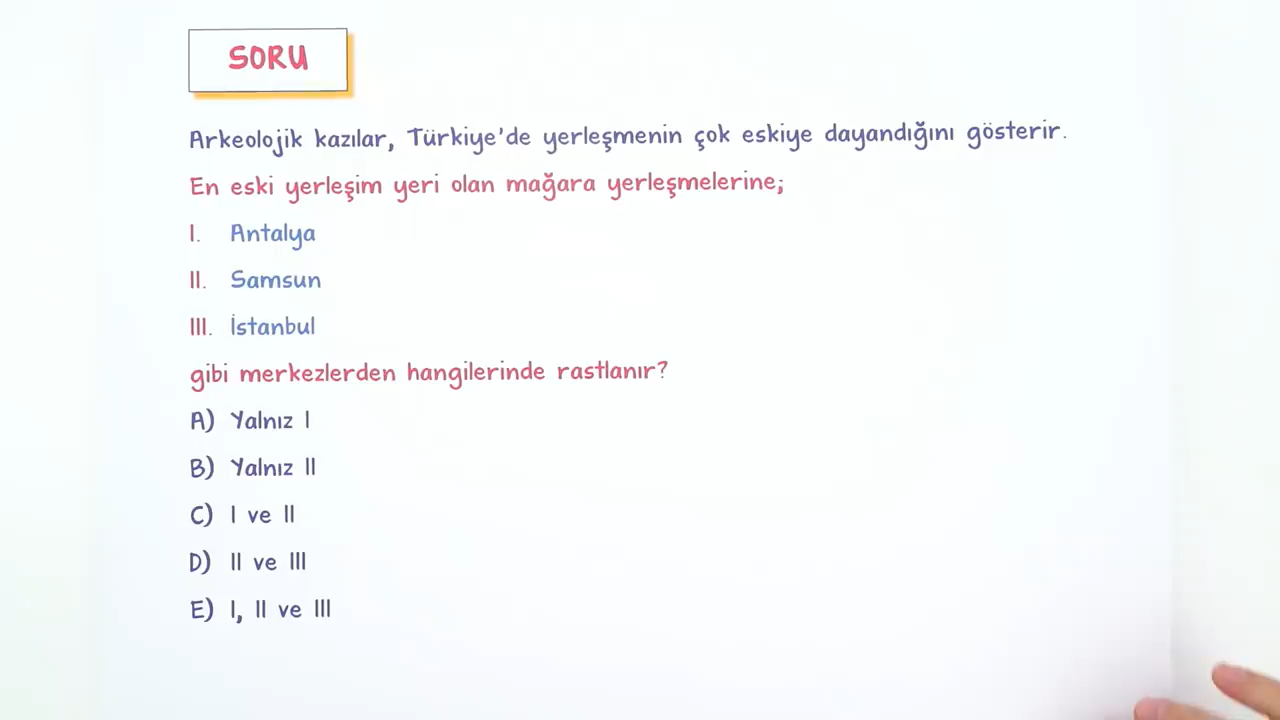 SORU
Arkeolojik kazılar, Türkiye'de yerleşmenin çok eskiye dayandığını gösterir.
En eski yerleşim yeri olan mağara yerleşmelerine;
I. Antalya
II. Samsun
III. İstanbul
gibi merkezlerden hangilerinde rastlanır?
A) Yalnız I
B) Yalnız II
C) I ve II
D) II ve III
E) I, II ve III